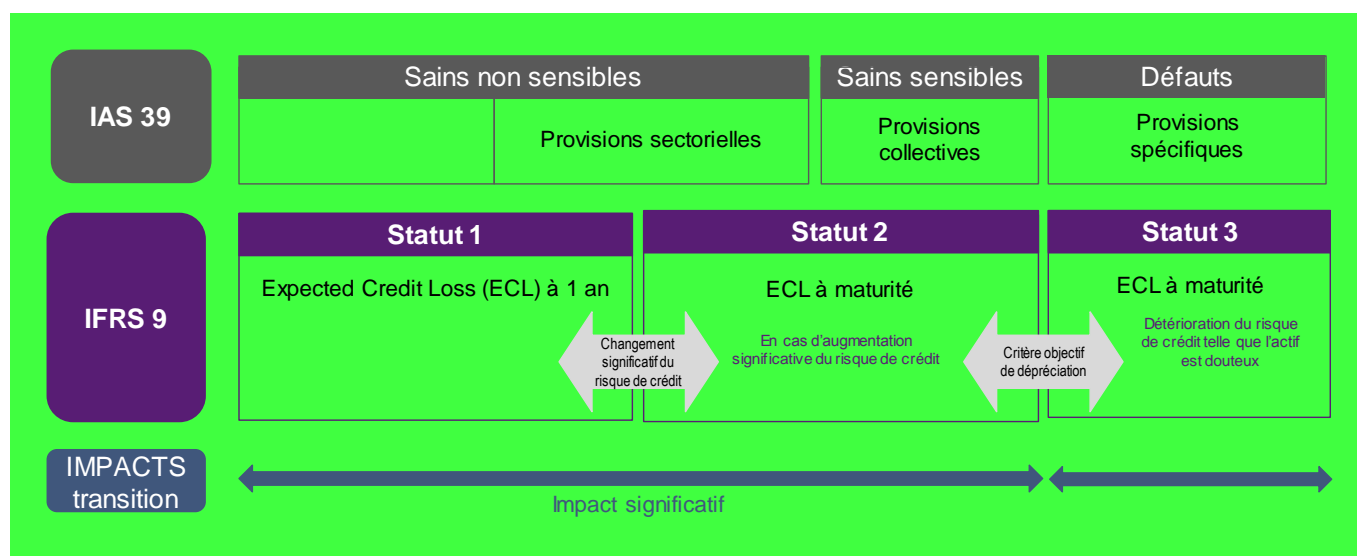 IAS 39
Sains non sensibles
Sains sensibles
Défauts
Provisions sectorielles
Provisions
collectives
Provisions
spécifiques
IFRS 9
Statut 1
Statut 2
Statut 3
Expected Credit Loss (ECL) à 1 an
ECL à maturité
ECL à maturité
Changement
significatif du
risque de crédit
En cas d'augmentation
significative du risque de crédit
Critère objectif
de dépréciation
Détérioration du risque
de crédit telle que l'actif
est douteux
IMPACTS
transition
Impact significatif